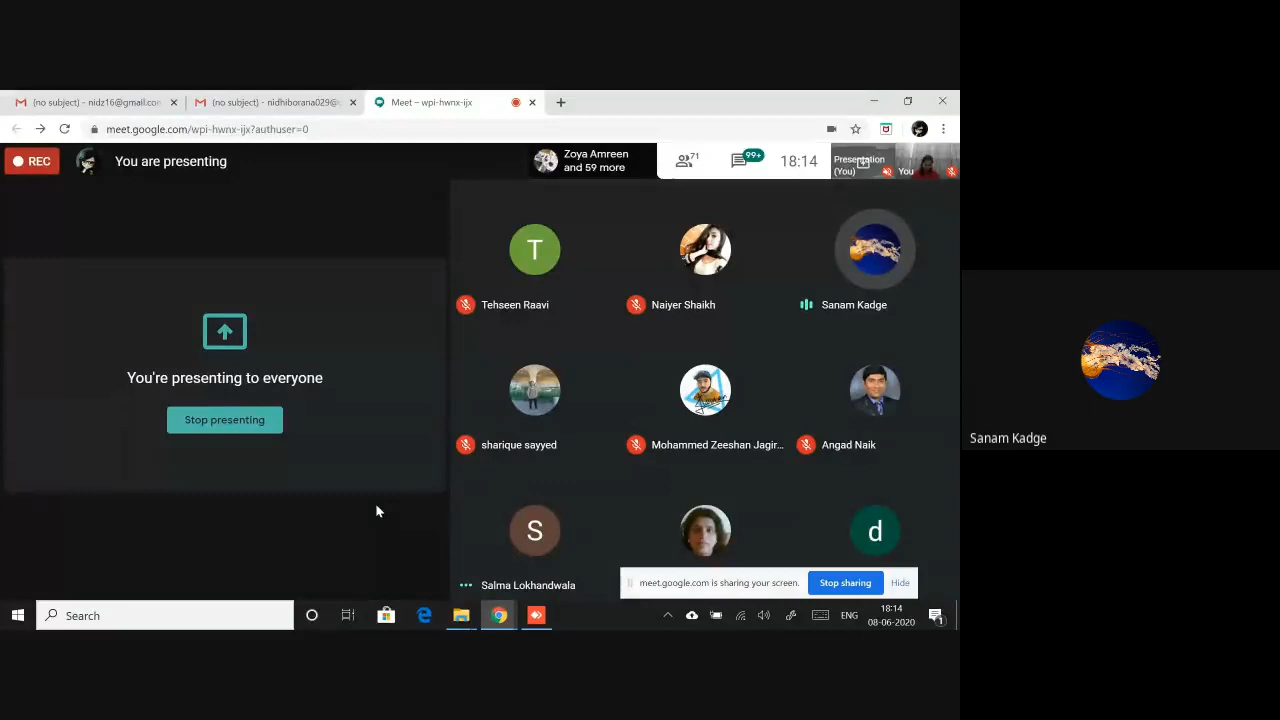 (no subject) - nidz16@gmail.con
(no subject) - nidhiborana029@
Meet – wpi-hwnx-ijx
meet.google.com/wpi-hwnx-ijx?authuser=0
REC
You are presenting
Zoya Amreen
and 59 more
71
99+
18:14
Presentation
(You)
You
T
Tehseen Raavi
Naiyer Shaikh
Sanam Kadge
You're presenting to everyone
Stop presenting
sharique sayyed
Mohammed Zeeshan Jagir...
Angad Naik
S
d
Salma Lokhandwala
meet.google.com is sharing your screen.
Stop sharing
Hide
Search
ENG
18:14
08-06-2020
1
Sanam Kadge